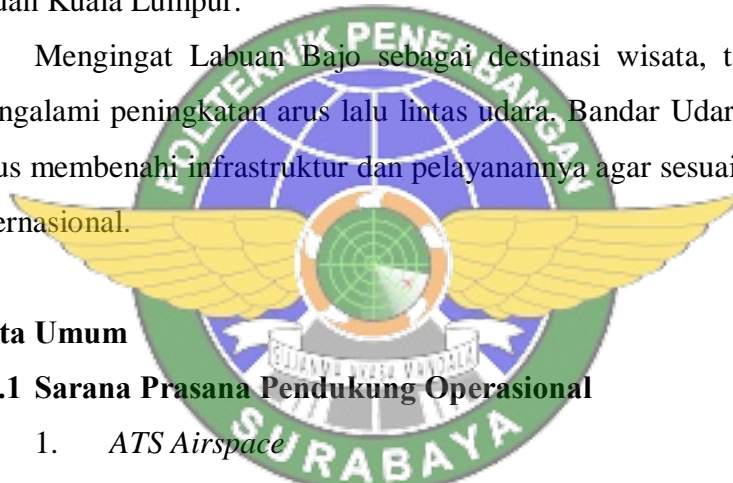 dan Kuala Lumpur.
POLITEKNIK PENERBANGAN
Mengingat Labuan Bajo sebagai destinasi wisata, t
ngalami peningkatan arus lalu lintas udara. Bandar Udar
us membenahi infrastruktur dan pelayanannya agar sesuai
ernasional.
ta Umum
.1 Sarana Prasana Pendukung Operasional
1. ATS Airspace
SURABAYA